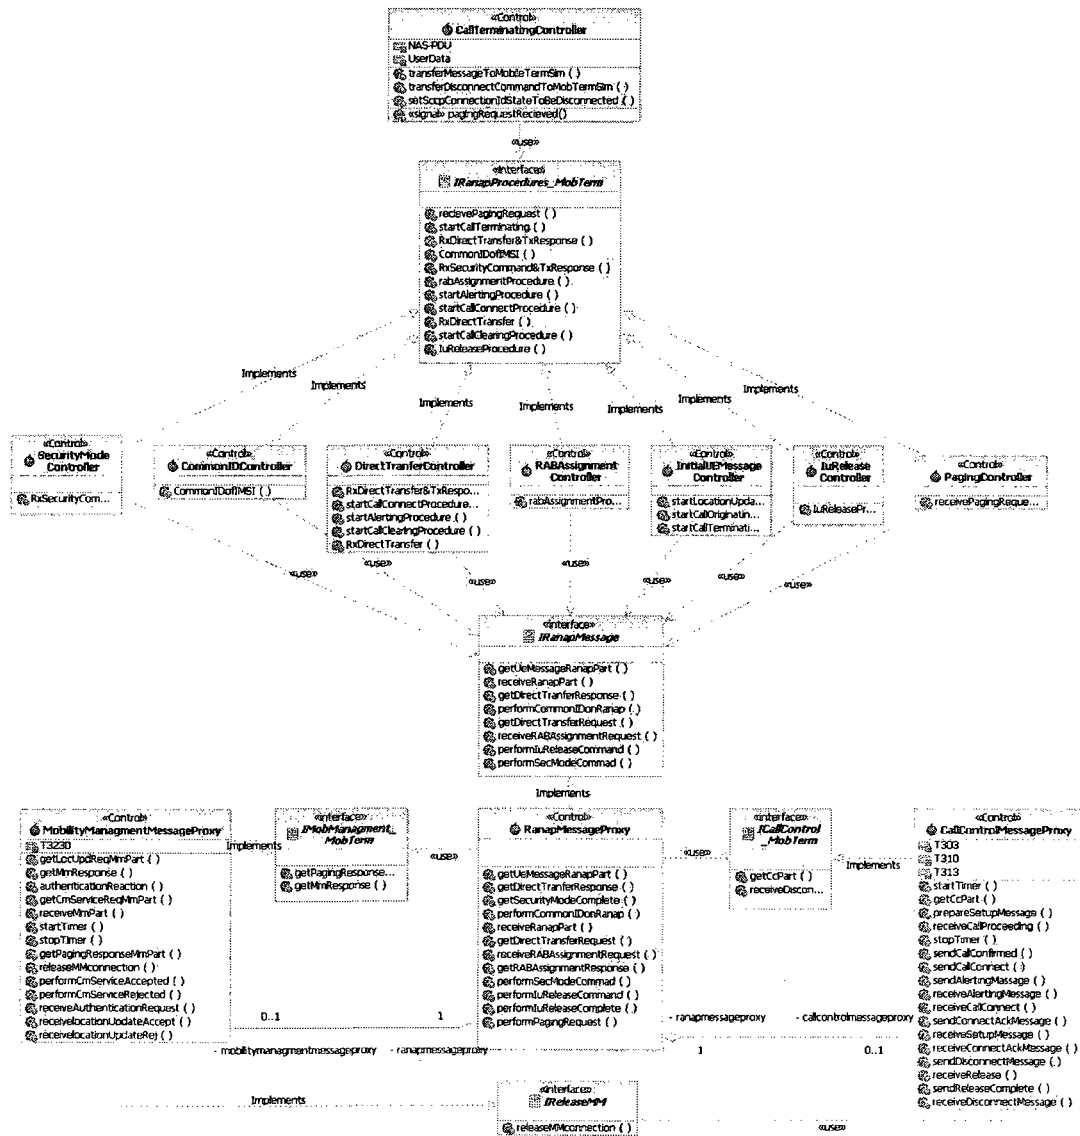 «Control»
CallTerminatingController
NAS-PDU
UserData
transferMessageToMobileTermSim ( )
transferDisconnectCommandToMobTermSim ( )
setSccpConnectionIdStateToBeDisconnected ( )
«signal» pagingRequestRecieved()
«use»
«interface»
IRanapProcedures_MobTerm
recievePagingRequest ( )
startCallTerminating ( )
RxDirectTransfer&TxResponse ( )
CommonIDofIMSI ( )
RxSecurityCommand&TxResponse ( )
rabAssignmentProcedure ( )
startAlertingProcedure ( )
startCallConnectProcedure ( )
RxDirectTransfer ( )
startCallClearingProcedure ( )
IuReleaseProcedure ( )
Implements
Implements
Implements
Implements
Implements
Implements
Implements
«Control»
SecurityMode
Controller
RxSecurityCom...
«Control»
CommonIDController
CommonIDofIMSI ( )
«Control»
DirectTranferController
RxDirectTransfer&TxRespo...
startCallConnectProcedure...
startAlertingProcedure ( )
startCallClearingProcedure ( )
RxDirectTransfer ( )
«Control»
RABAssignment
Controller
rabAssignmentPro...
«Control»
InitialUEMessage
Controller
startLocationUpda...
startCallOriginatin...
startCallTerminati...
«Control»
IuRelease
Controller
IuReleasePr...
«Control»
PagingController
receivePagingReque...
«use»
«use»
«use»
«use»
«use»
«use»
«use»
«interface»
IRanapMessage
getUeMessageRanapPart ( )
receiveRanapPart ( )
getDirectTranferResponse ( )
performCommonIDonRanap ( )
getDirectTransferRequest ( )
receiveRABAssignmentRequest ( )
performIuReleaseCommand ( )
performSecModeCommad ( )
Implements
«Control»
MobilityManagmentMessageProxy
T3230
getLocUpdReqMmPart ( )
getMmResponse ( )
authenticationReaction ( )
getCmServiceReqMmPart ( )
receiveMmPart ( )
startTimer ( )
stopTimer ( )
getPagingResponseMmPart ( )
releaseMMconnection ( )
performCmServiceAccepted ( )
performCmServiceRejected ( )
receiveAuthenticationRequest ( )
receivelocationUpdateAccept ( )
receivelocationUpdateRej ( )
Implements
«interface»
IMobManagment_
MobTerm
getPagingResponse...
getMmResponse ( )
«use»
«Control»
RanapMessageProxy
getUeMessageRanapPart ( )
getDirectTransferResponse ( )
getSecurityModeComplete ( )
performCommonIDonRanap ( )
receiveRanapPart ( )
getDirectTransferRequest ( )
receiveRABAssignmentRequest ( )
getRABAssignmentResponse ( )
performSecModeCommad ( )
performIuReleaseCommand ( )
performIuReleaseComplete ( )
performPagingRequest ( )
«use»
«interface»
ICallControl
_MobTerm
getCcPart ( )
receiveDiscon...
Implements
«Control»
CallControlMessageProxy
T303
T310
T313
startTimer ( )
getCcPart ( )
prepareSetupMessage ( )
receiveCallProceeding ( )
stopTimer ( )
sendCallConfirmed ( )
sendCallConnect ( )
sendAlertingMassage ( )
receiveAlertingMessage ( )
receiveCallConnect ( )
sendConnectAckMessage ( )
receiveSetupMessage ( )
receiveConnectAckMessage ( )
sendDisconnectMessage ( )
receiveRelease ( )
sendReleaseComplete ( )
receiveDisconnectMessage ( )
0..1
1
- mobilitymanagmentmessageproxy
- ranapmessageproxy
- ranapmessageproxy
- callcontrolmessageproxy
1
0..1
Implements
«interface»
IReleaseMM
releaseMMconnection ( )
«use»